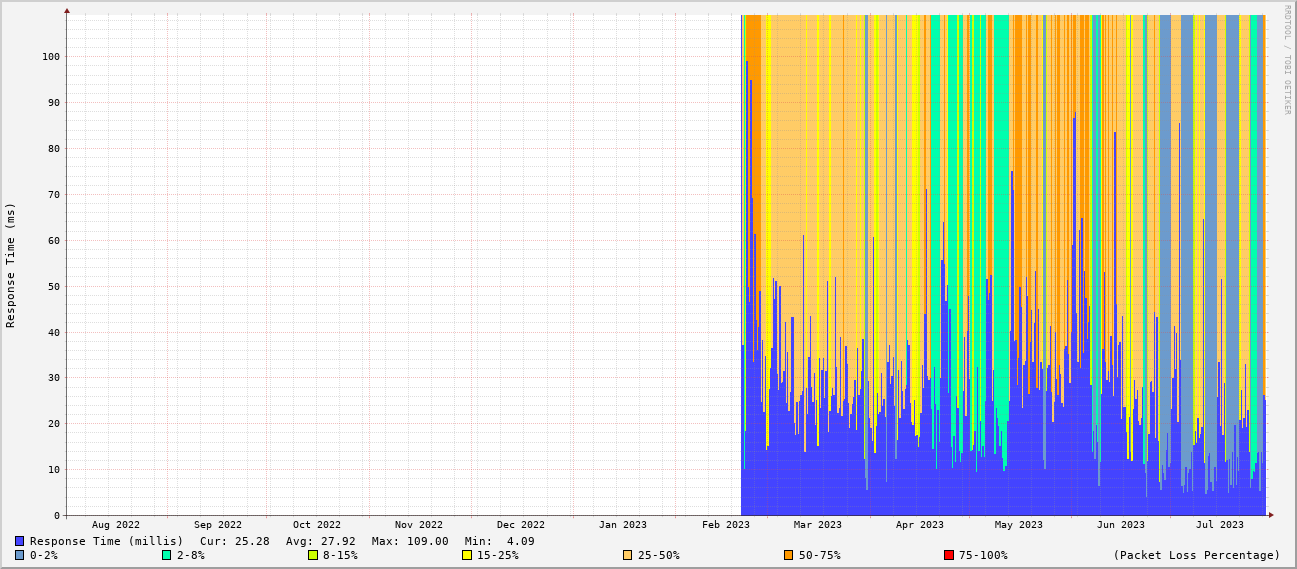 RRDTOOL / TOBI OETIKER
Response Time (ms)
100
90
80
70
60
50
40
30
20
10
0
Aug 2022 Sep 2022 Oct 2022 Nov 2022 Dec 2022 Jan 2023 Feb 2023 Mar 2023 Apr 2023 May 2023 Jun 2023 Jul 2023
Response Time (millis) Cur: 25.28 Avg: 27.92 Max: 109.00 Min: 4.09
0-2% 2-8% 8-15% 15-25% 25-50% 50-75% 75-100% (Packet Loss Percentage)